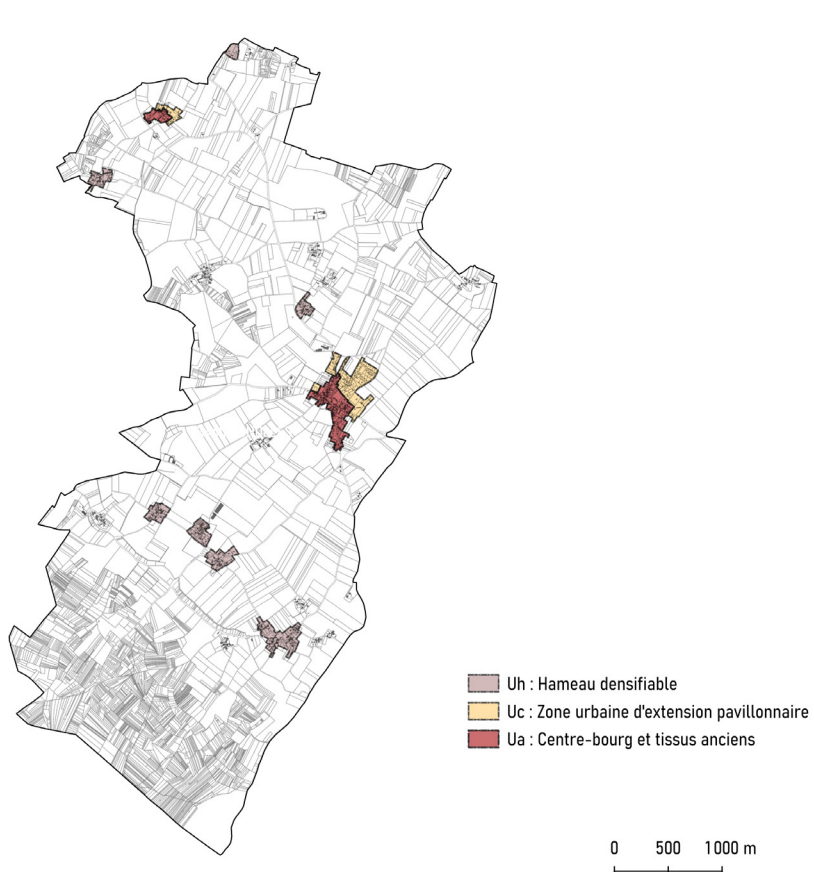 Uh : Hameau densifiable
Uc : Zone urbaine d'extension pavillonnaire
Ua : Centre-bourg et tissus anciens
0 500 1000 m